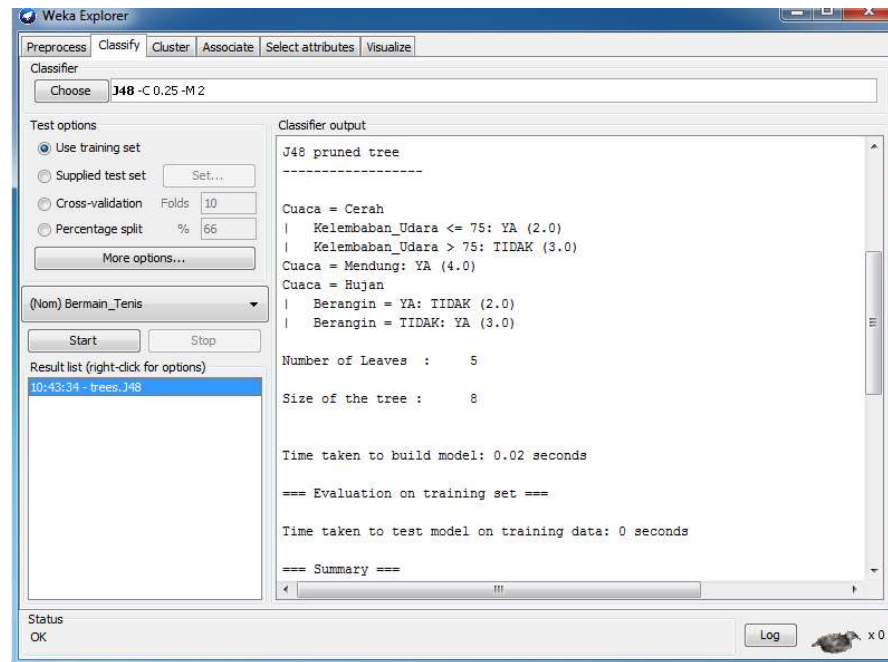 Weka Explorer
Preprocess Classify Cluster Associate Select attributes Visualize
Classifier
Choose J48 -C 0.25 -M 2
Test options
Use training set
Supplied test set Set...
Cross-validation Folds 10
Percentage split % 66
More options...
(Nom) Bermain_Tenis
Start Stop
Result list (right-click for options)
10:43:34 - trees.J48
Classifier output
J48 pruned tree
------------------
Cuaca = Cerah
| Kelembaban_Udara <= 75: YA (2.0)
| Kelembaban_Udara > 75: TIDAK (3.0)
Cuaca = Mendung: YA (4.0)
Cuaca = Hujan
| Berangin = YA: TIDAK (2.0)
| Berangin = TIDAK: YA (3.0)
Number of Leaves : 5
Size of the tree : 8
Time taken to build model: 0.02 seconds
=== Evaluation on training set ===
Time taken to test model on training data: 0 seconds
=== Summary ===
Status
OK
Log x 0